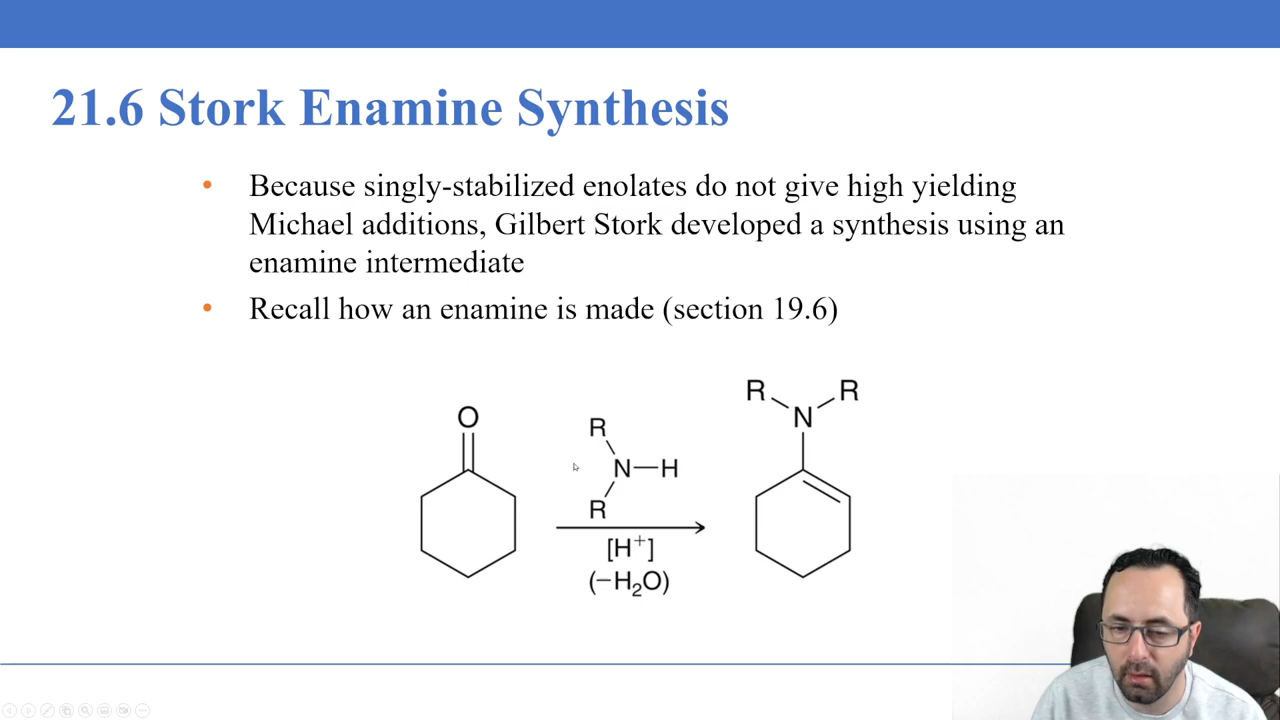 21.6 Stork Enamine Synthesis
• Because singly-stabilized enolates do not give high yielding
Michael additions, Gilbert Stork developed a synthesis using an
enamine intermediate
• Recall how an enamine is made (section 19.6)
O
R
N—H
R
[H⁺]
(−H₂O)
R R
N